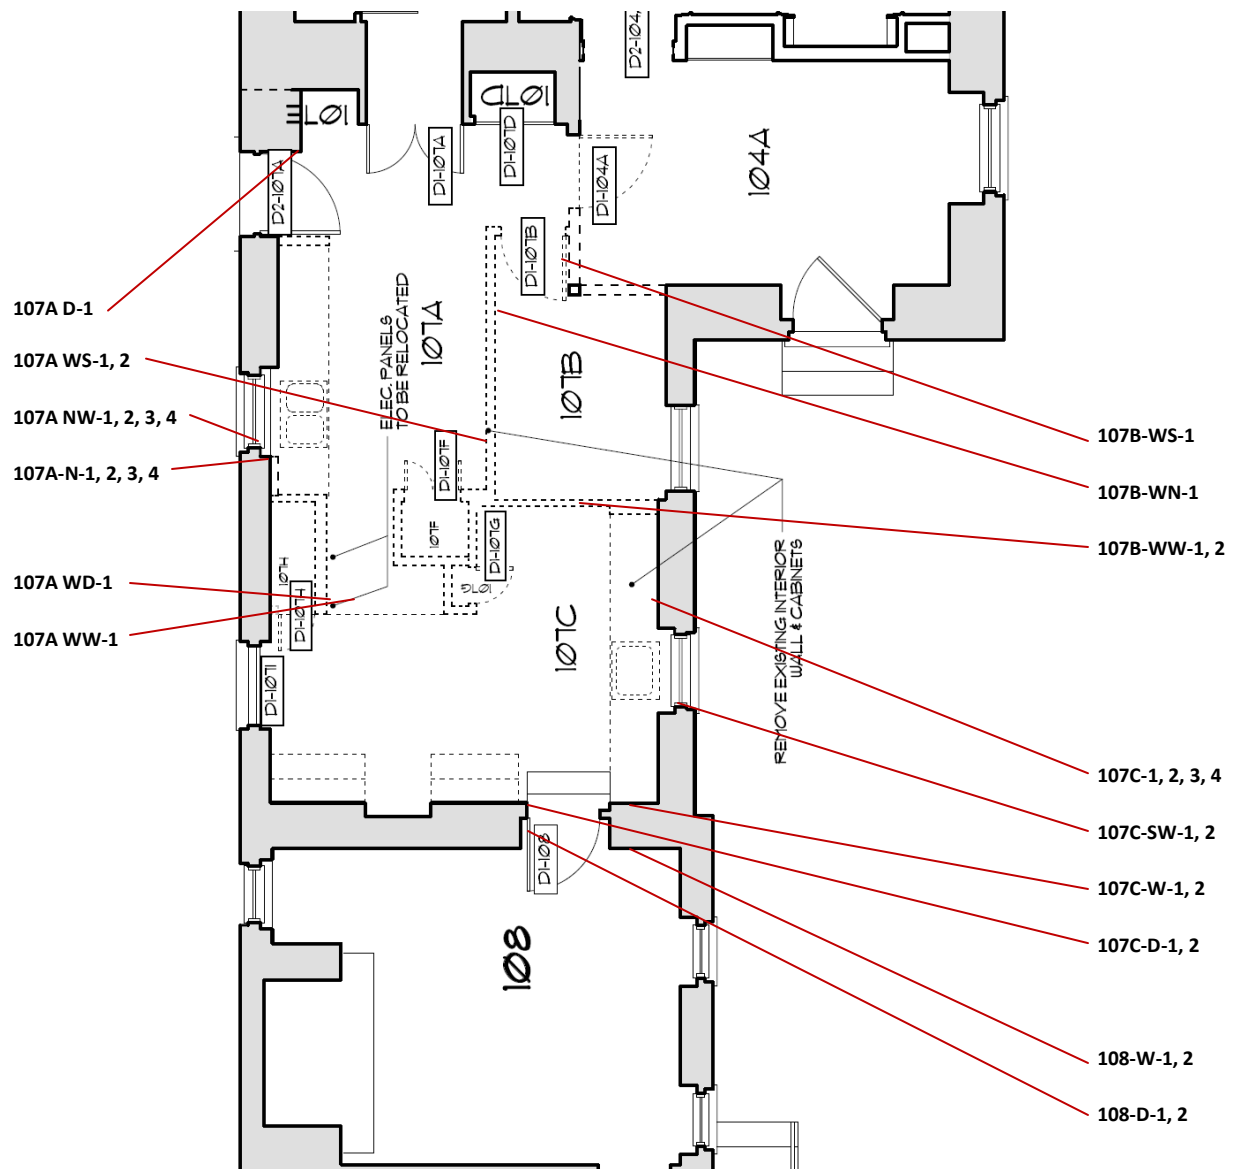 D2-104,
107E
107D
D1-107A
D1-107D
D2-107A
D1-104A
104A
D1-107B
107A D-1
ELEC. PANELS
TO BE RELOCATED
107A
107A WS-1, 2
107B
107A NW-1, 2, 3, 4
107B-WS-1
107A-N-1, 2, 3, 4
D1-107F
107B-WN-1
107F
D1-107G
107B-WW-1, 2
107H
107G
107A WD-1
D1-107H
107A WW-1
107C
REMOVE EXISTING INTERIOR
WALL & CABINETS
D1-107I
107C-1, 2, 3, 4
107C-SW-1, 2
D1-108
107C-W-1, 2
107C-D-1, 2
108
108-W-1, 2
108-D-1, 2